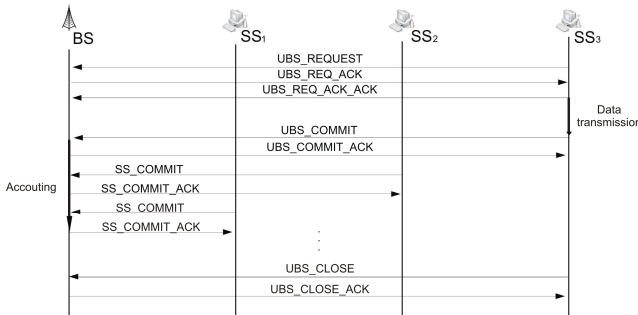 BS
SS1
SS2
SS3
UBS_REQUEST
UBS_REQ_ACK
UBS_REQ_ACK_ACK
Data
transmission
UBS_COMMIT
UBS_COMMIT_ACK
SS_COMMIT
Accouting
SS_COMMIT_ACK
SS_COMMIT
SS_COMMIT_ACK
UBS_CLOSE
UBS_CLOSE_ACK